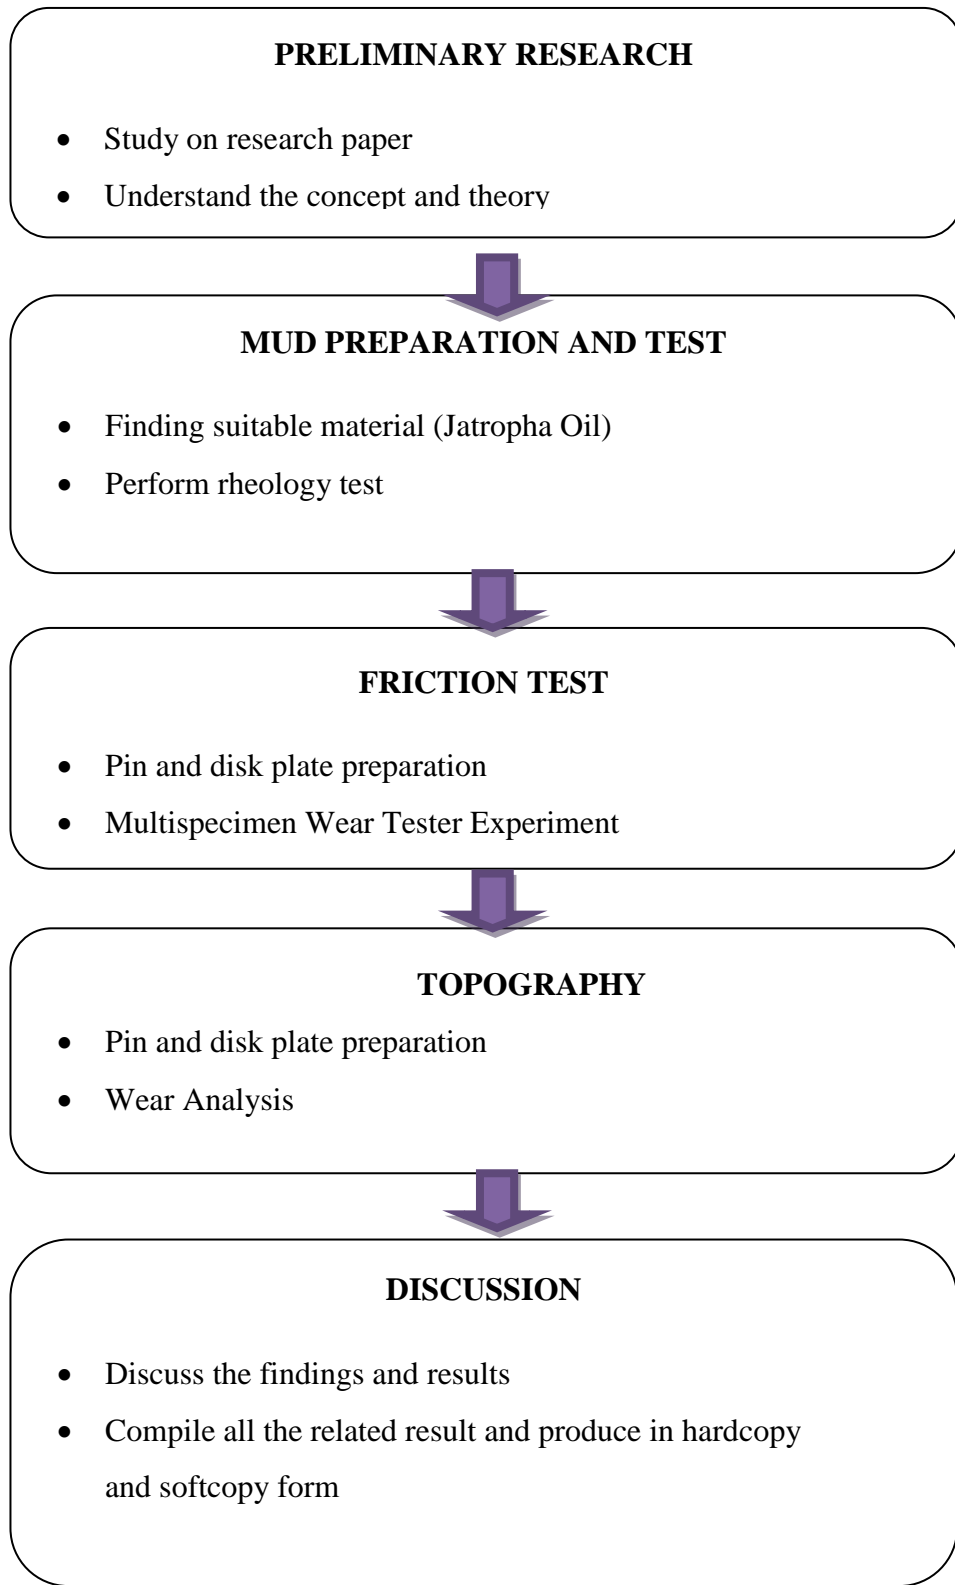 PRELIMINARY RESEARCH
• Study on research paper
• Understand the concept and theory
MUD PREPARATION AND TEST
• Finding suitable material (Jatropha Oil)
• Perform rheology test
FRICTION TEST
• Pin and disk plate preparation
• Multispecimen Wear Tester Experiment
TOPOGRAPHY
• Pin and disk plate preparation
• Wear Analysis
DISCUSSION
• Discuss the findings and results
• Compile all the related result and produce in hardcopy
and softcopy form